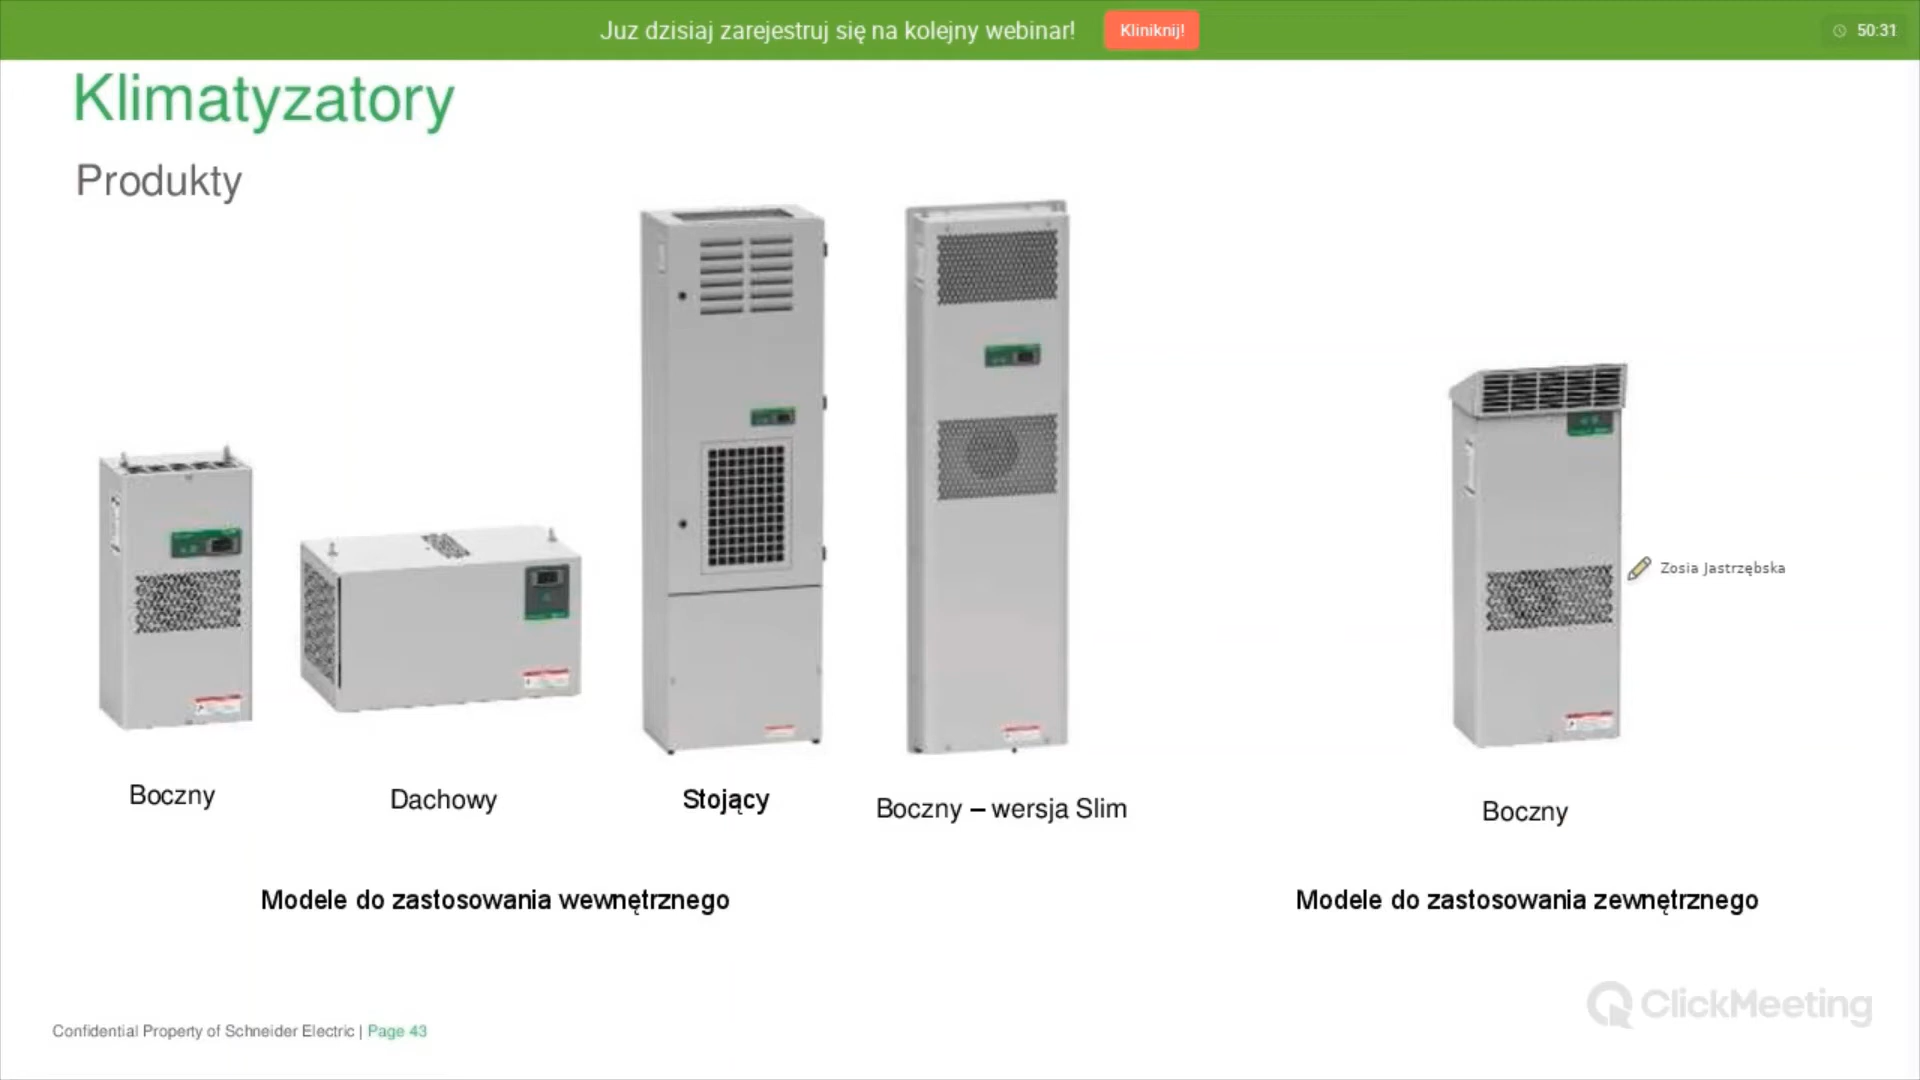 Juz dzisiaj zarejestruj się na kolejny webinar!
Kliniknij!
50:31
Klimatyzatory
Produkty
Zosia Jastrzębska
Boczny
Dachowy
Stojący
Boczny – wersja Slim
Boczny
Modele do zastosowania wewnętrznego
Modele do zastosowania zewnętrznego
ClickMeeting
Confidential Property of Schneider Electric | Page 43